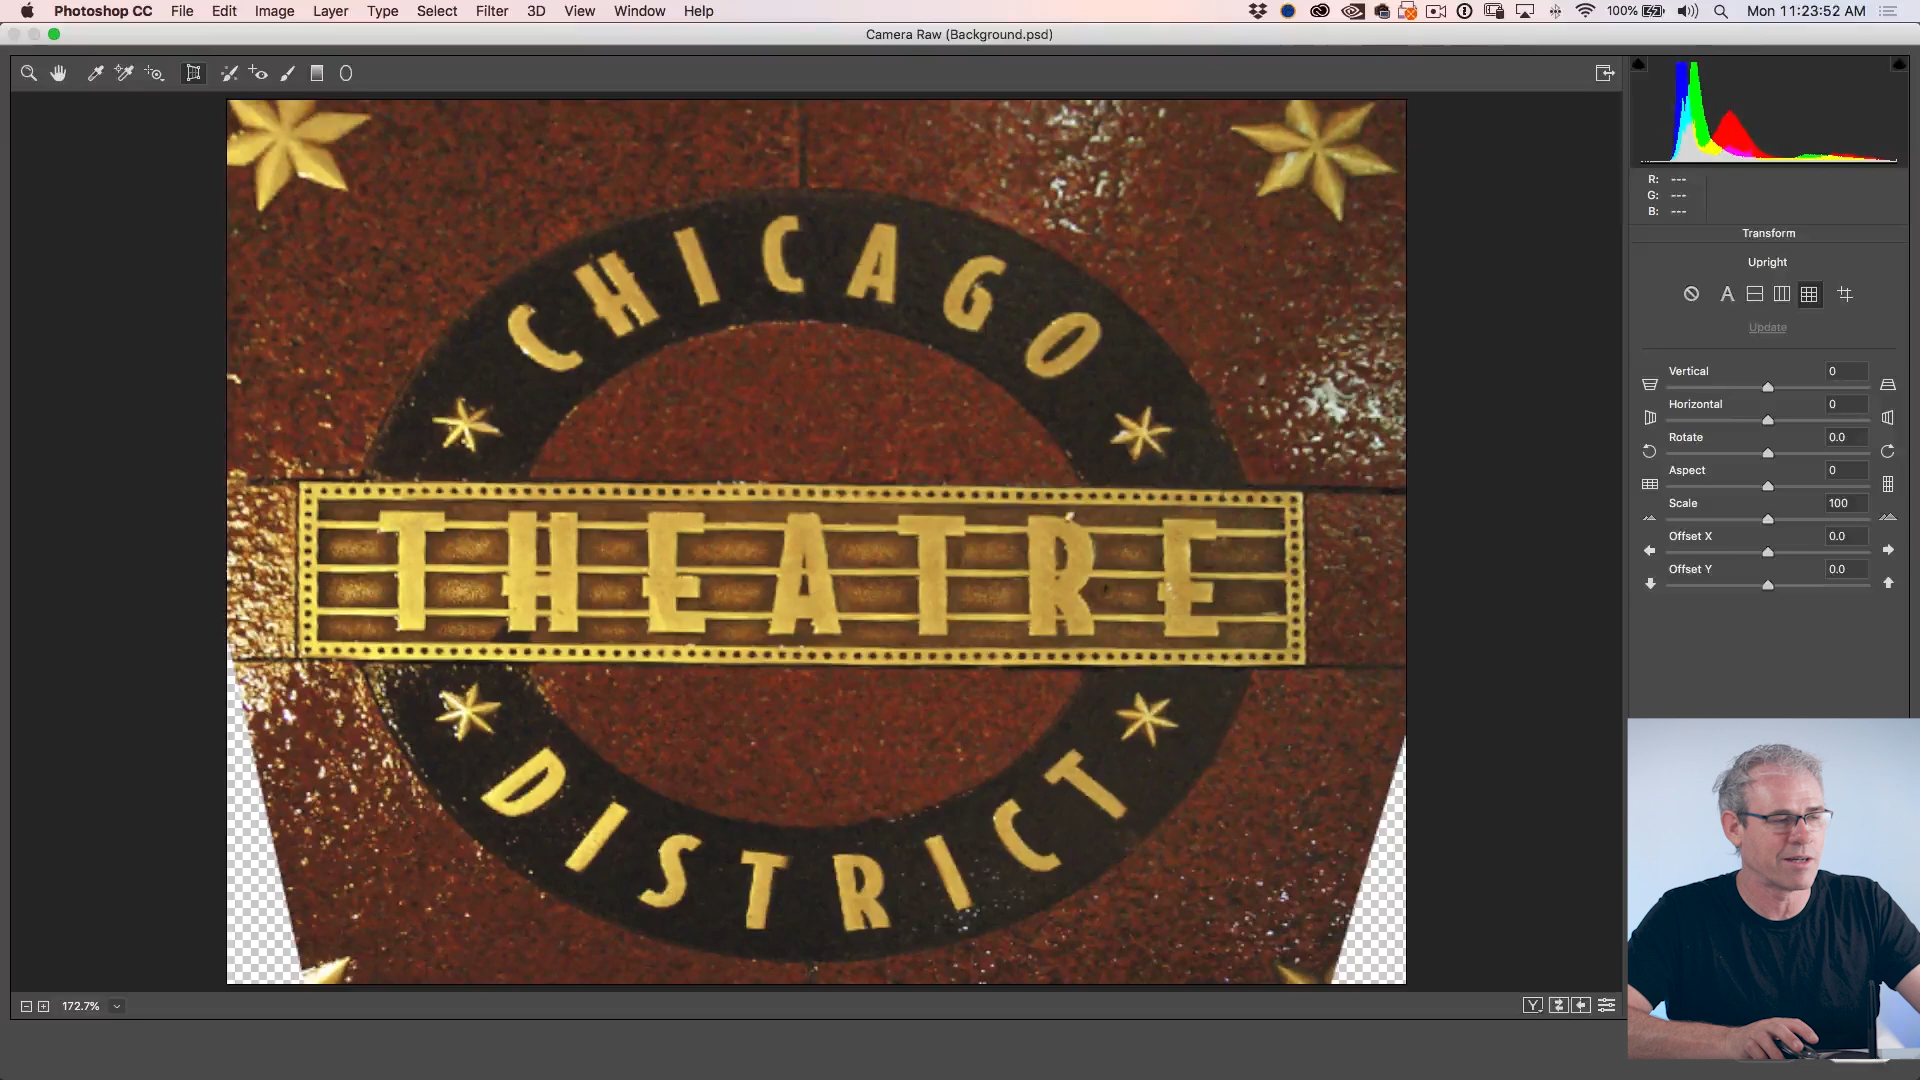 Photoshop CC File Edit Image Layer Type Select Filter 3D View Window Help 100% Mon 11:23:52 AM
Camera Raw (Background.psd)
R: ---
G: ---
B: ---
Transform
Upright
A
Update
Vertical 0
Horizontal 0
Rotate 0.0
Aspect 0
Scale 100
Offset X 0.0
Offset Y 0.0
CHICAGO
THEATRE
DISTRICT
172.7%
Y